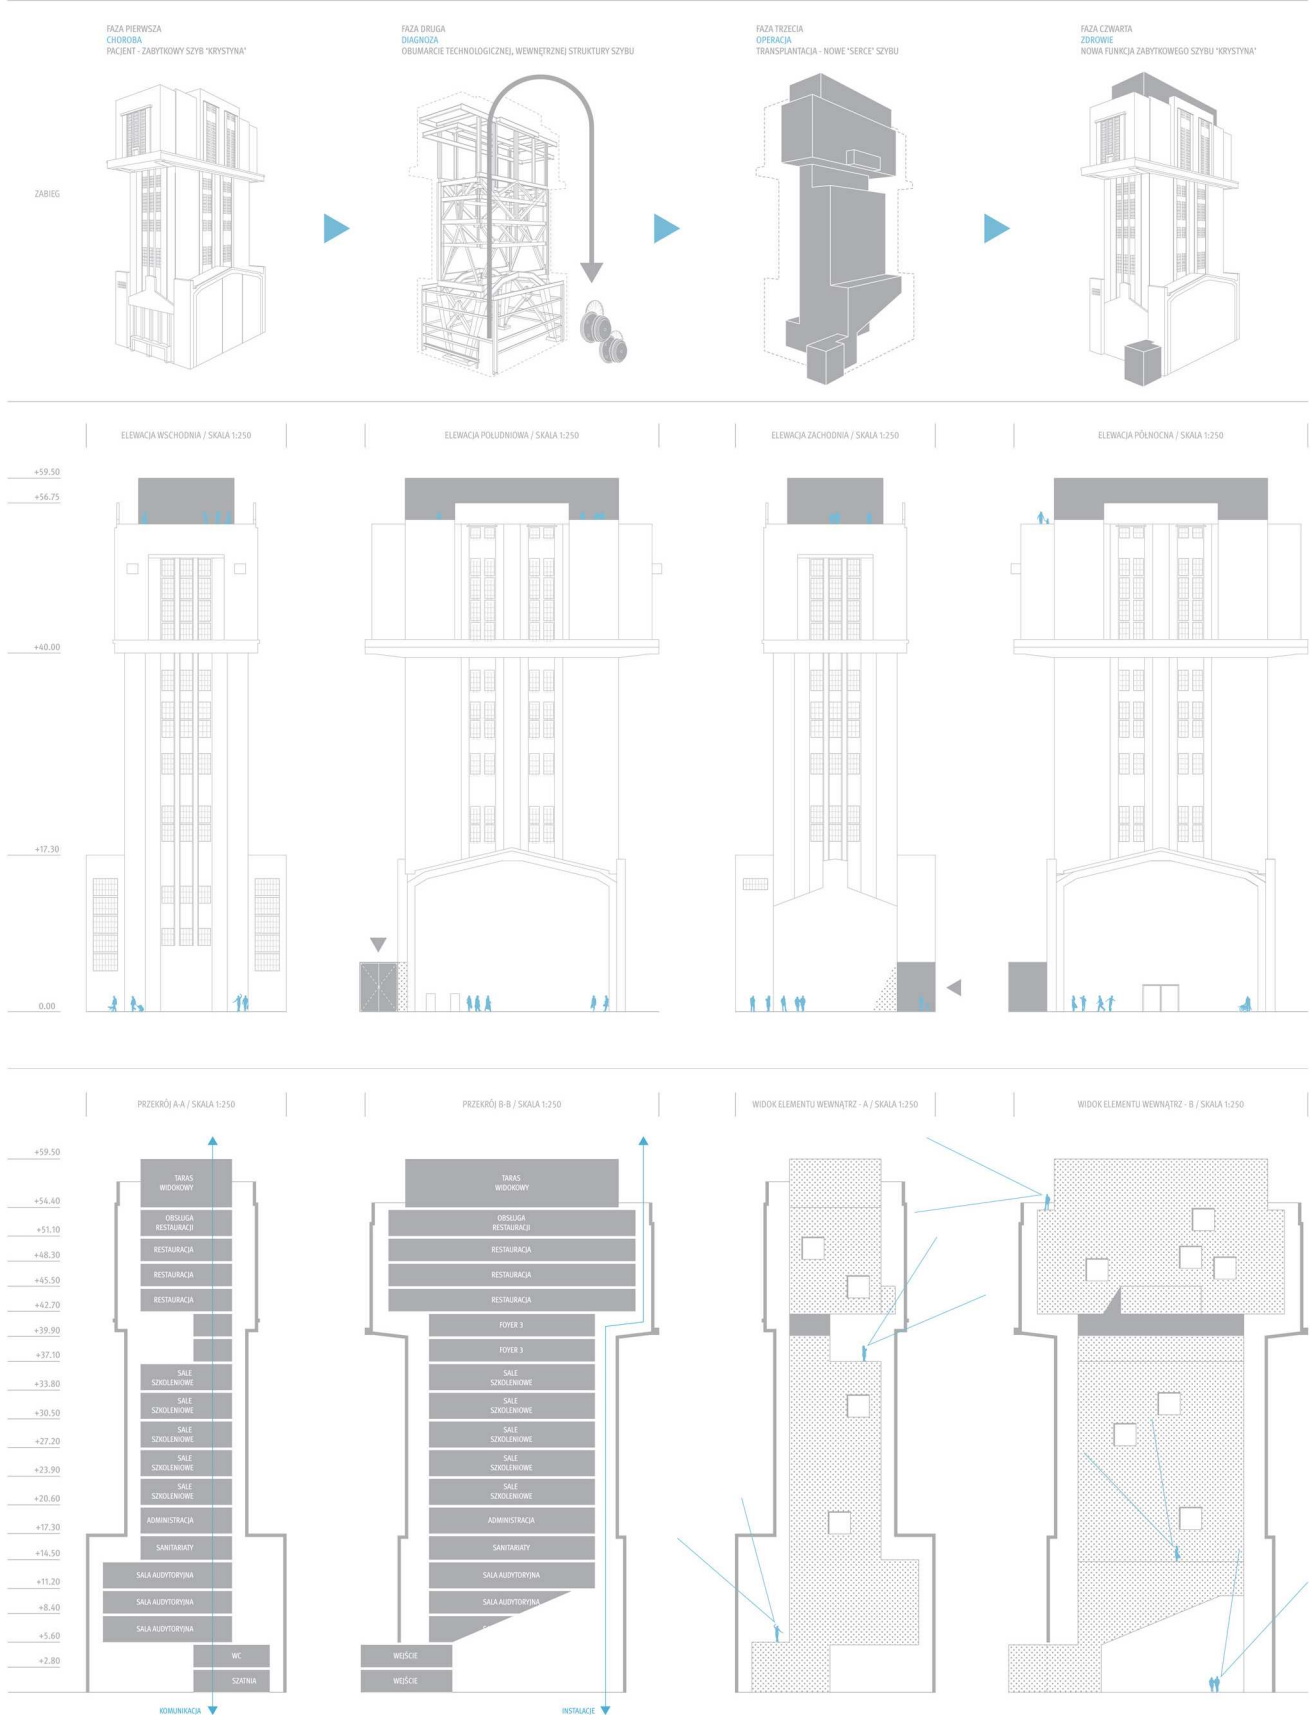 FAZA PIERWSZA
CHOROBA
PACJENT - ZABYTKOWY SZYB "KRYSTYNA"
FAZA DRUGA
DIAGNOZA
OBUMARCIE TECHNOLOGICZNEJ, WEWNĘTRZNEJ STRUKTURY SZYBU
FAZA TRZECIA
OPERACJA
TRANSPLANTACJA - NOWE "SERCE" SZYBU
FAZA CZWARTA
ZDROWIE
NOWA FUNKCJA ZABYTKOWEGO SZYBU "KRYSTYNA"
ZABIEG
ELEWACJA WSCHODNIA / SKALA 1:250
ELEWACJA POŁUDNIOWA / SKALA 1:250
ELEWACJA ZACHODNIA / SKALA 1:250
ELEWACJA PÓŁNOCNA / SKALA 1:250
+59.50
+56.75
+40.00
+17.30
0.00
PRZEKRÓJ A-A / SKALA 1:250
PRZEKRÓJ B-B / SKALA 1:250
WIDOK ELEMENTU WEWNĄTRZ - A / SKALA 1:250
WIDOK ELEMENTU WEWNĄTRZ - B / SKALA 1:250
+59.50
+54.40
+51.10
+48.30
+45.50
+42.70
+39.90
+37.10
+33.80
+30.50
+27.20
+23.90
+20.60
+17.30
+14.50
+11.20
+8.40
+5.60
+2.80
TARAS
WIDOKOWY
OBSŁUGA
RESTAURACJI
RESTAURACJA
RESTAURACJA
RESTAURACJA
SALE
SZKOLENIOWE
SALE
SZKOLENIOWE
SALE
SZKOLENIOWE
SALE
SZKOLENIOWE
SALE
SZKOLENIOWE
ADMINISTRACJA
SANITARIATY
SALA AUDYTORYJNA
SALA AUDYTORYJNA
SALA AUDYTORYJNA
WC
SZATNIA
KOMUNIKACJA
TARAS
WIDOKOWY
OBSŁUGA
RESTAURACJI
RESTAURACJA
RESTAURACJA
RESTAURACJA
FOYER 3
FOYER 3
SALE
SZKOLENIOWE
SALE
SZKOLENIOWE
SALE
SZKOLENIOWE
SALE
SZKOLENIOWE
SALE
SZKOLENIOWE
ADMINISTRACJA
SANITARIATY
SALA AUDYTORYJNA
SALA AUDYTORYJNA
WEJŚCIE
WEJŚCIE
INSTALACJE